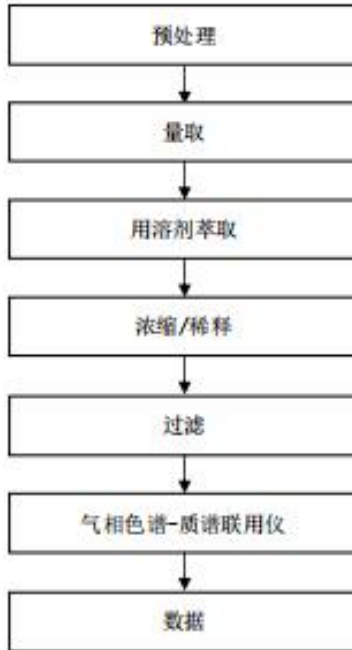 预处理
量取
用溶剂萃取
浓缩/稀释
过滤
气相色谱-质谱联用仪
数据